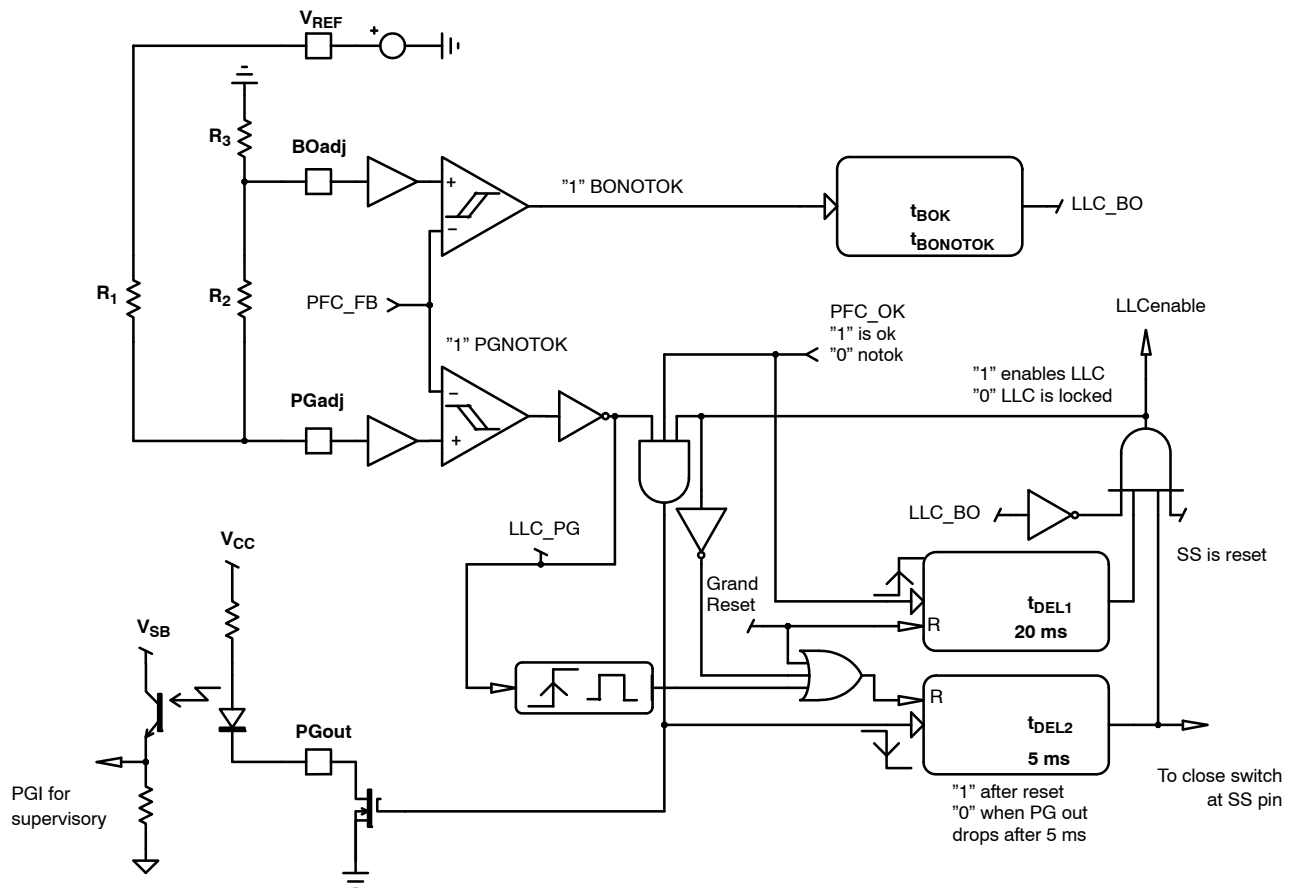 VREF
+
R3
BOadj
+
−
"1" BONOTOK
tBOK
tBONOTOK
LLC_BO
R1
R2
PFC_FB
PFC_OK
"1" is ok
"0" notok
LLCenable
"1" PGNOTOK
"1" enables LLC
"0" LLC is locked
PGadj
−
+
LLC_BO
SS is reset
LLC_PG
VCC
Grand
Reset
tDEL1
20 ms
R
VSB
R
tDEL2
5 ms
PGout
PGI for
supervisory
"1" after reset
"0" when PG out
drops after 5 ms
To close switch
at SS pin